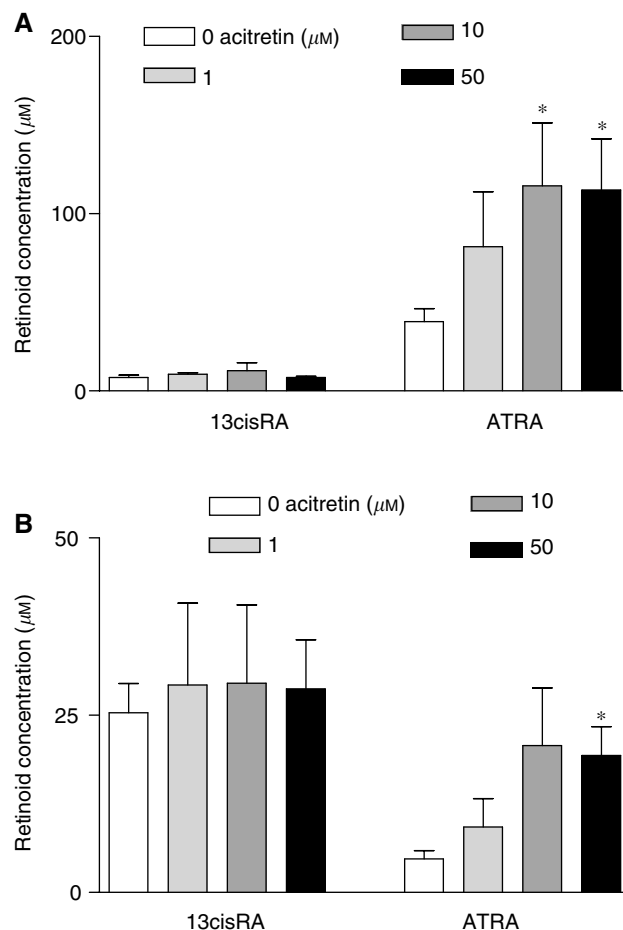 A
200
0 acitretin (μM)
10
1
50
*
*
Retinoid concentration (μM)
100
0
13cisRA
ATRA
B
0 acitretin (μM)
10
50
1
50
*
Retinoid concentration (μM)
25
0
13cisRA
ATRA